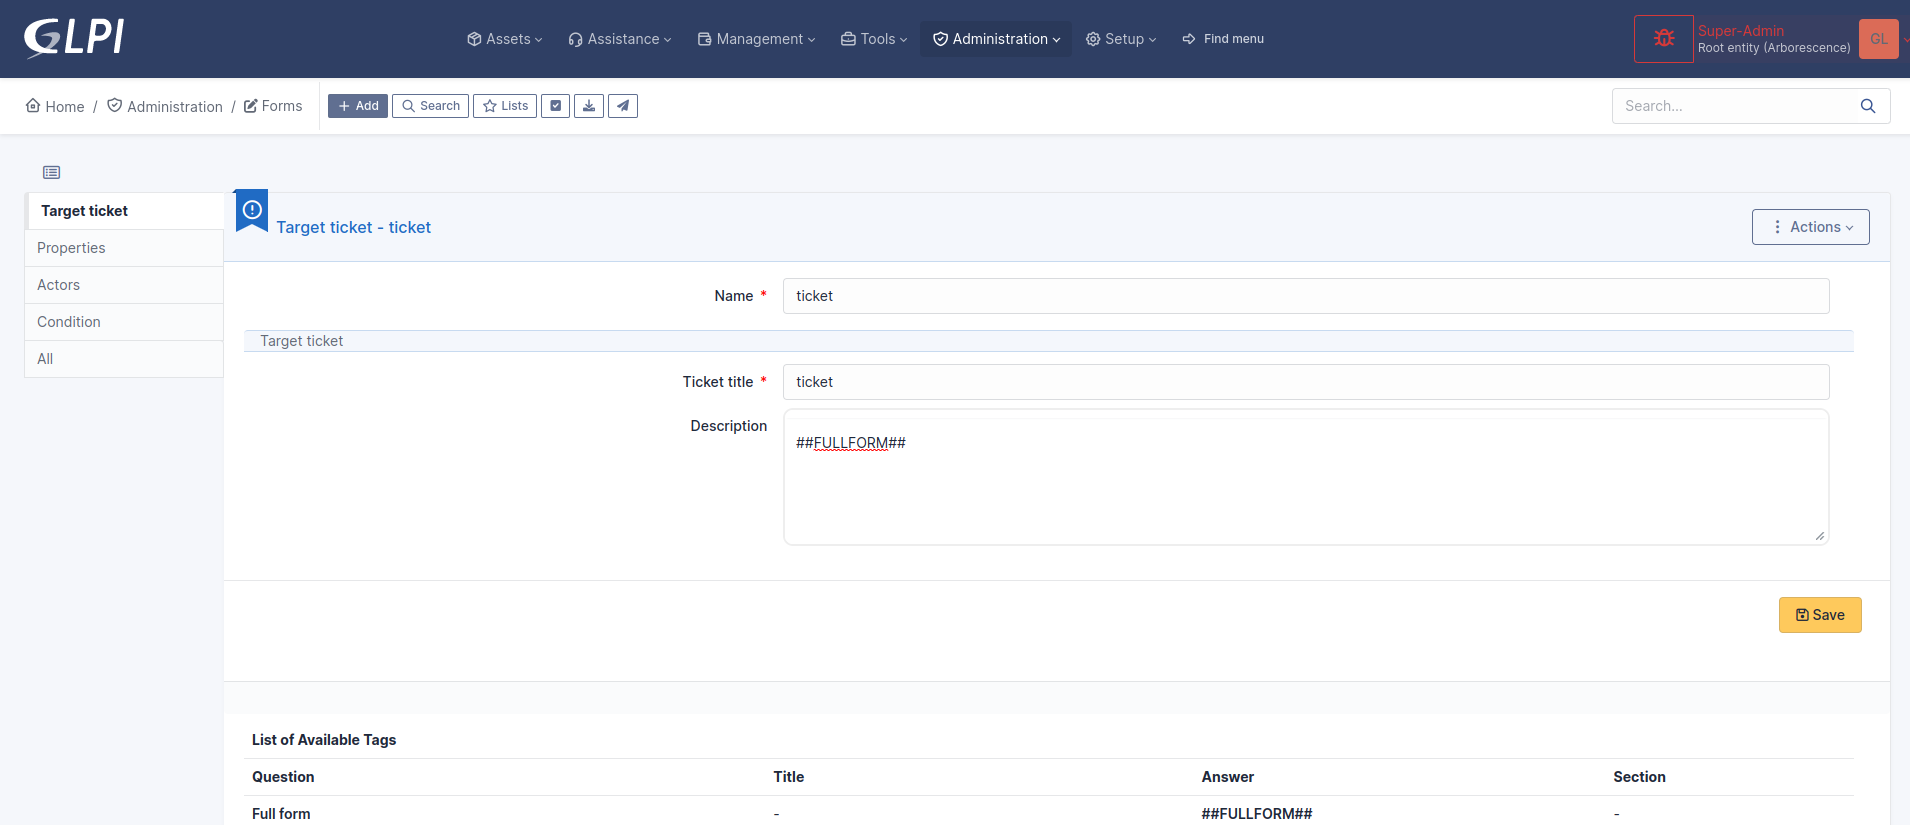 GLPI
Assets
Assistance
Management
Tools
Administration
Setup
Find menu
Super-Admin
Root entity (Arborescence)
GL
Home / Administration / Forms
Add
Search
Lists
Search...
Target ticket
Properties
Actors
Condition
All
Target ticket - ticket
Actions
Name * ticket
Target ticket
Ticket title * ticket
Description
##FULLFORM##
Save
List of Available Tags
Question Title Answer Section
Full form - ##FULLFORM## -